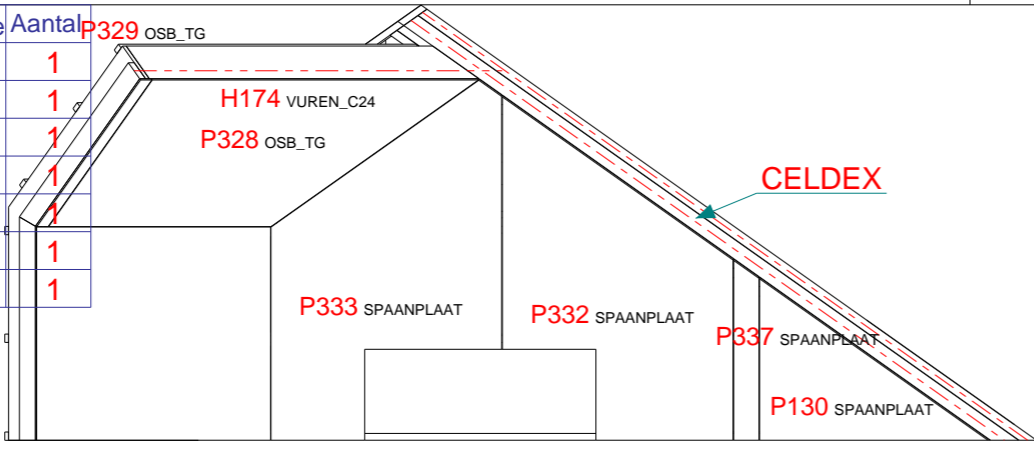 e Aantal
P329 OSB_TG
1
1
1
1
1
1
1
H174 VUREN_C24
P328 OSB_TG
CELDEX
P333 SPAANPLAAT
P332 SPAANPLAAT
P337 SPAANPLAAT
P130 SPAANPLAAT